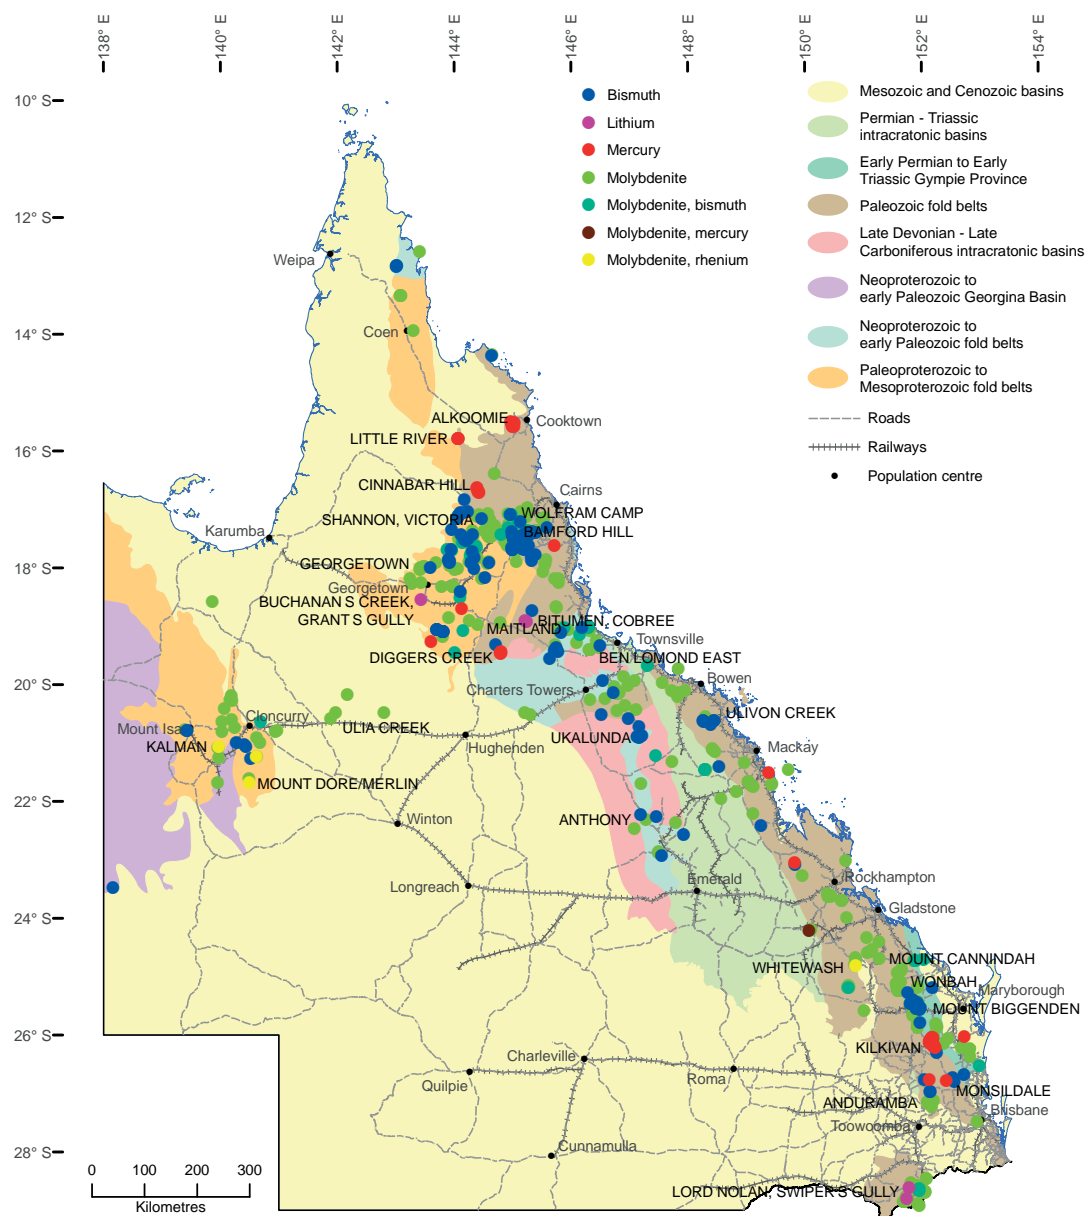 138° E
140° E
142° E
144° E
146° E
148° E
150° E
152° E
154° E
10° S
12° S
14° S
16° S
18° S
20° S
22° S
24° S
26° S
28° S
Bismuth
Lithium
Mercury
Molybdenite
Molybdenite, bismuth
Molybdenite, mercury
Molybdenite, rhenium
Mesozoic and Cenozoic basins
Permian - Triassic
intracratonic basins
Early Permian to Early
Triassic Gympie Province
Paleozoic fold belts
Late Devonian - Late
Carboniferous intracratonic basins
Neoproterozoic to
early Paleozoic Georgina Basin
Neoproterozoic to
early Paleozoic fold belts
Paleoproterozoic to
Mesoproterozoic fold belts
Roads
Railways
Population centre
Weipa
Coen
ALKOOMIE
Cooktown
LITTLE RIVER
CINNABAR HILL
Cairns
SHANNON, VICTORIA
WOLFRAM CAMP
Karumba
BAMFORD HILL
GEORGETOWN
Georgetown
BUCHANAN S CREEK,
GRANT S GULLY
BITUMEN, COBREE
MAITLAND
Townsville
DIGGERS CREEK
BEN LOMOND EAST
Charters Towers
Bowen
Cloncurry
ULIVON CREEK
Mount Isa
ULIA CREEK
KALMAN
UKALUNDA
Hughenden
Mackay
MOUNT DORE/MERLIN
Winton
ANTHONY
Longreach
Emerald
Rockhampton
Gladstone
WHITEWASH
MOUNT CANNINDAH
WONBAH
Maryborough
MOUNT BIGGENDEN
KILKIVAN
Charleville
Quilpie
Roma
MONSILDALE
ANDURAMBA
Brisbane
Toowoomba
Cunnamulla
LORD NOLAN, SWIPER'S GULLY
0 100 200 300
Kilometres